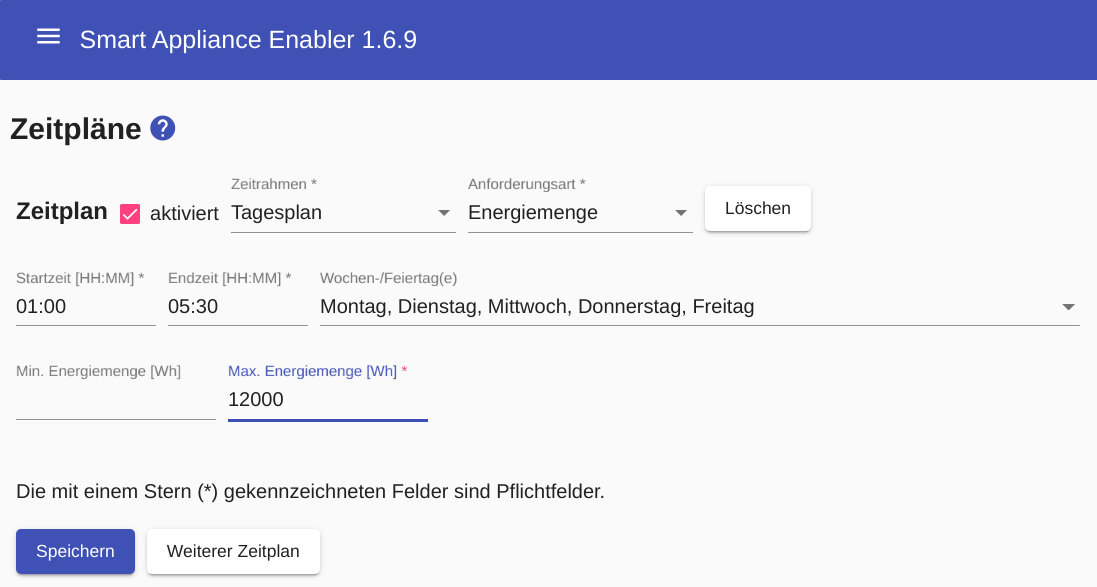 Smart Appliance Enabler 1.6.9
Zeitpläne ?
Zeitrahmen * Anforderungsart *
Zeitplan aktiviert Tagesplan Energiemenge Löschen
Startzeit [HH:MM] * Endzeit [HH:MM] * Wochen-/Feiertag(e)
01:00 05:30 Montag, Dienstag, Mittwoch, Donnerstag, Freitag
Min. Energiemenge [Wh] Max. Energiemenge [Wh] *
12000
Die mit einem Stern (*) gekennzeichneten Felder sind Pflichtfelder.
Speichern Weiterer Zeitplan